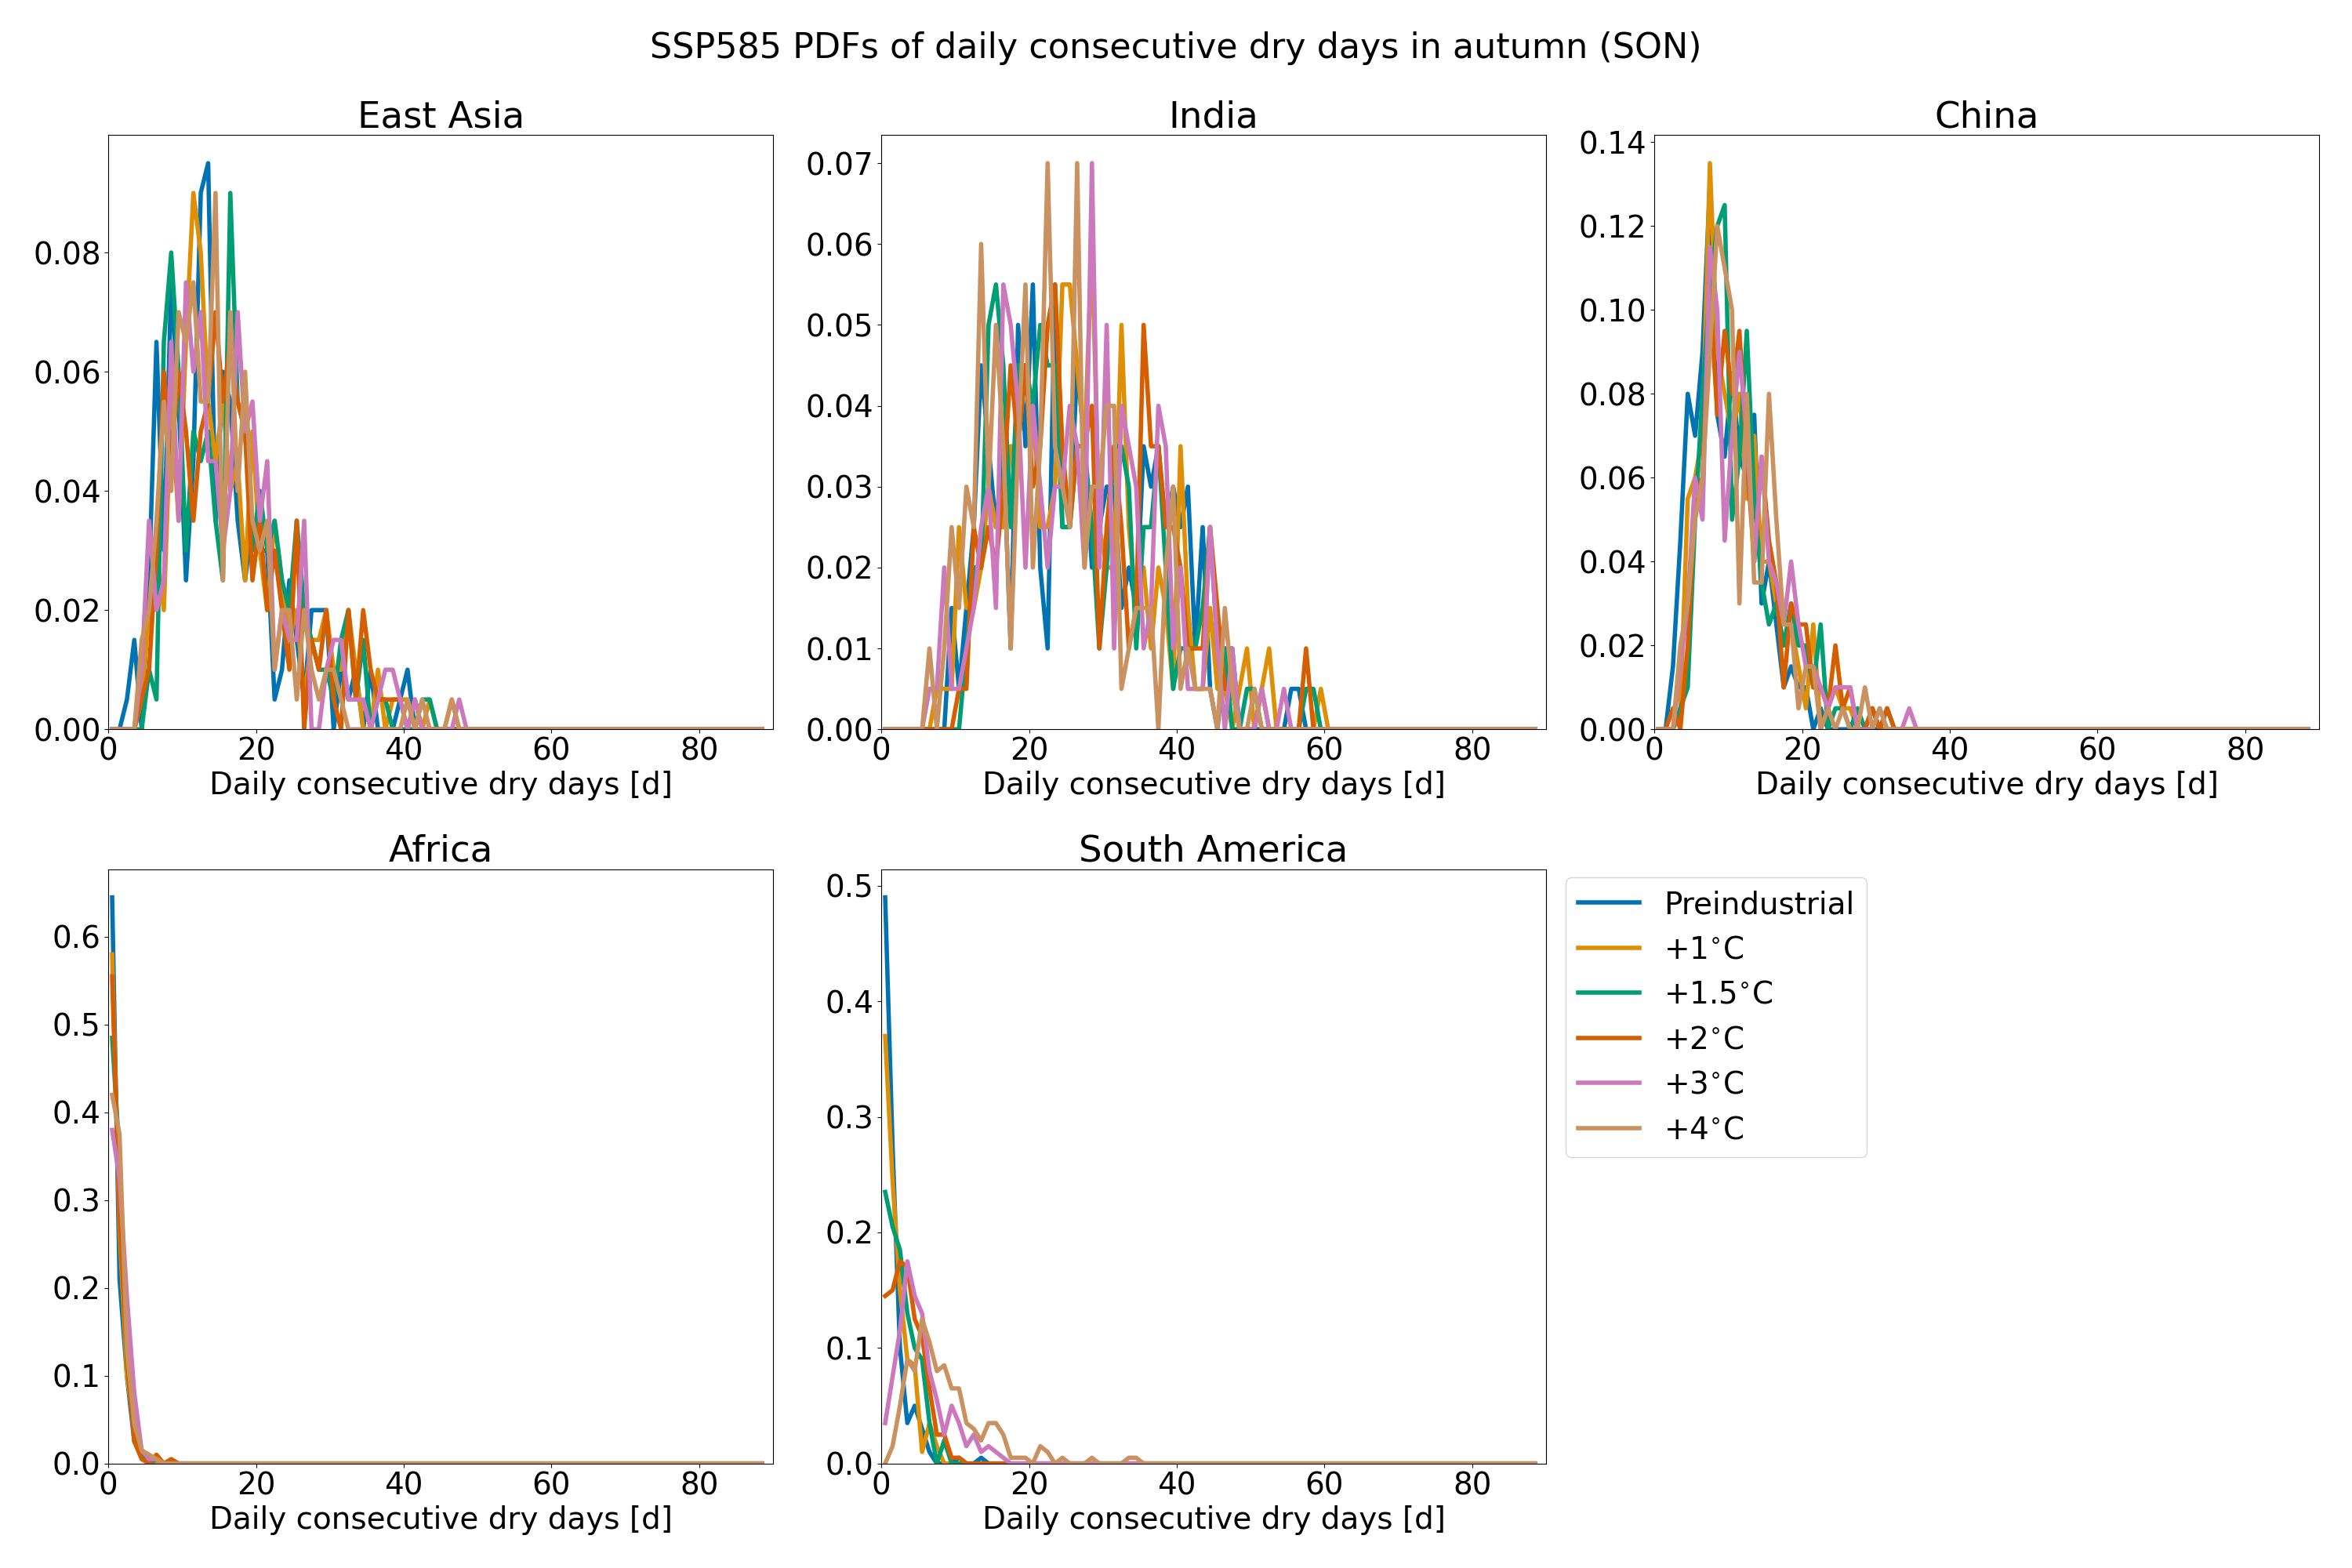 SSP585 PDFs of daily consecutive dry days in autumn (SON)
East Asia
0.00
0.02
0.04
0.06
0.08
0 20 40 60 80
Daily consecutive dry days [d]
India
0.00
0.01
0.02
0.03
0.04
0.05
0.06
0.07
0 20 40 60 80
Daily consecutive dry days [d]
China
0.00
0.02
0.04
0.06
0.08
0.10
0.12
0.14
0 20 40 60 80
Daily consecutive dry days [d]
Africa
0.0
0.1
0.2
0.3
0.4
0.5
0.6
0 20 40 60 80
Daily consecutive dry days [d]
South America
0.0
0.1
0.2
0.3
0.4
0.5
0 20 40 60 80
Daily consecutive dry days [d]
Preindustrial
+1°C
+1.5°C
+2°C
+3°C
+4°C